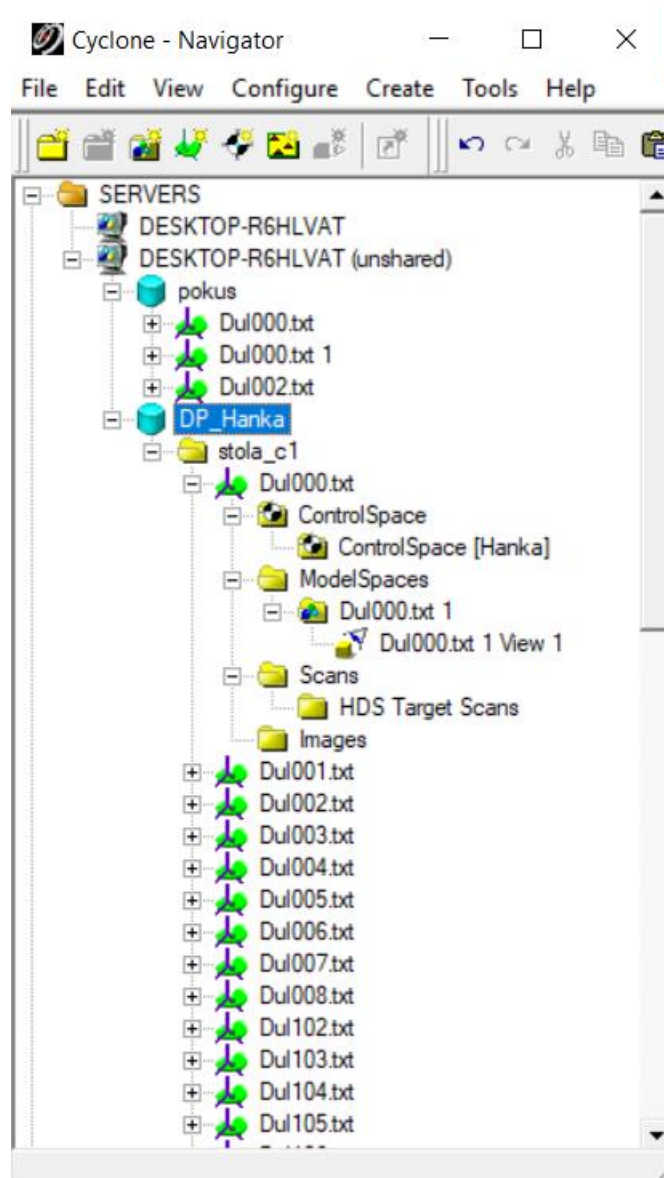 Cyclone - Navigator
File Edit View Configure Create Tools Help
SERVERS
DESKTOP-R6HLVAT
DESKTOP-R6HLVAT (unshared)
pokus
Dul000.txt
Dul000.txt 1
Dul002.txt
DP_Hanka
stola_c1
Dul000.txt
ControlSpace
ControlSpace [Hanka]
ModelSpaces
Dul000.txt 1
Dul000.txt 1 View 1
Scans
HDS Target Scans
Images
Dul001.txt
Dul002.txt
Dul003.txt
Dul004.txt
Dul005.txt
Dul006.txt
Dul007.txt
Dul008.txt
Dul102.txt
Dul103.txt
Dul104.txt
Dul105.txt